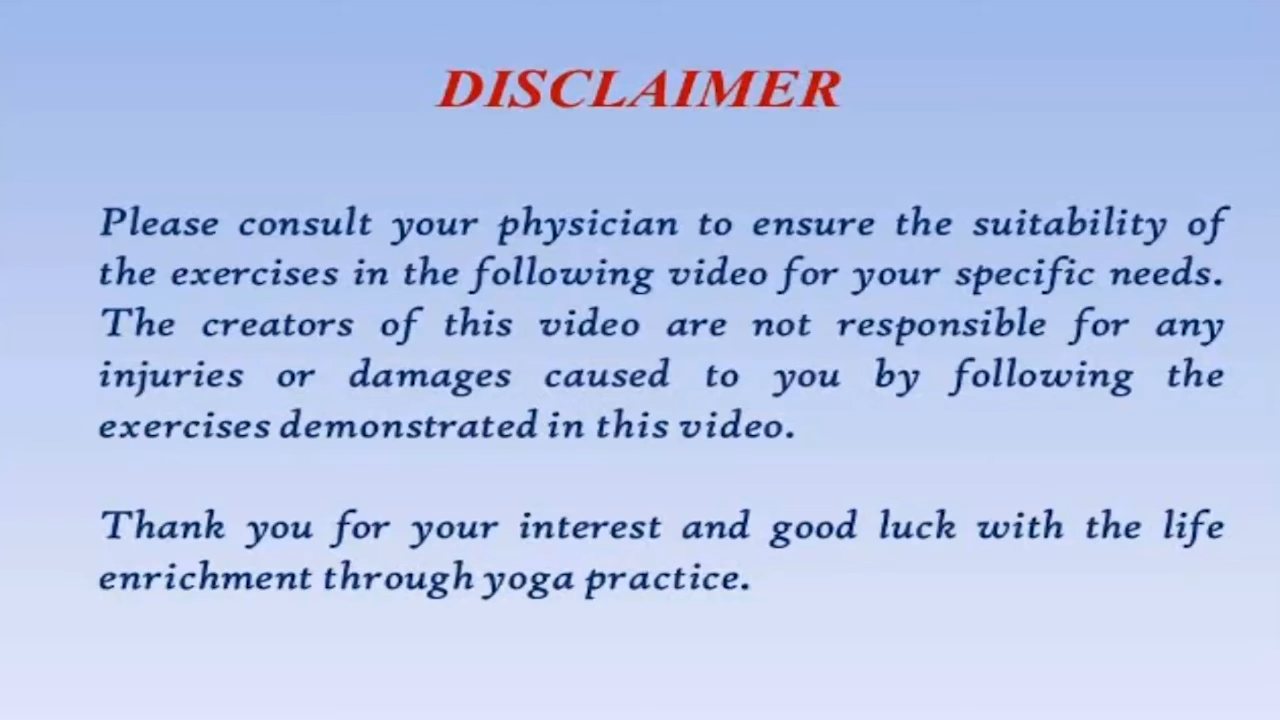 DISCLAIMER
Please consult your physician to ensure the suitability of
the exercises in the following video for your specific needs.
The creators of this video are not responsible for any
injuries or damages caused to you by following the
exercises demonstrated in this video.
Thank you for your interest and good luck with the life
enrichment through yoga practice.